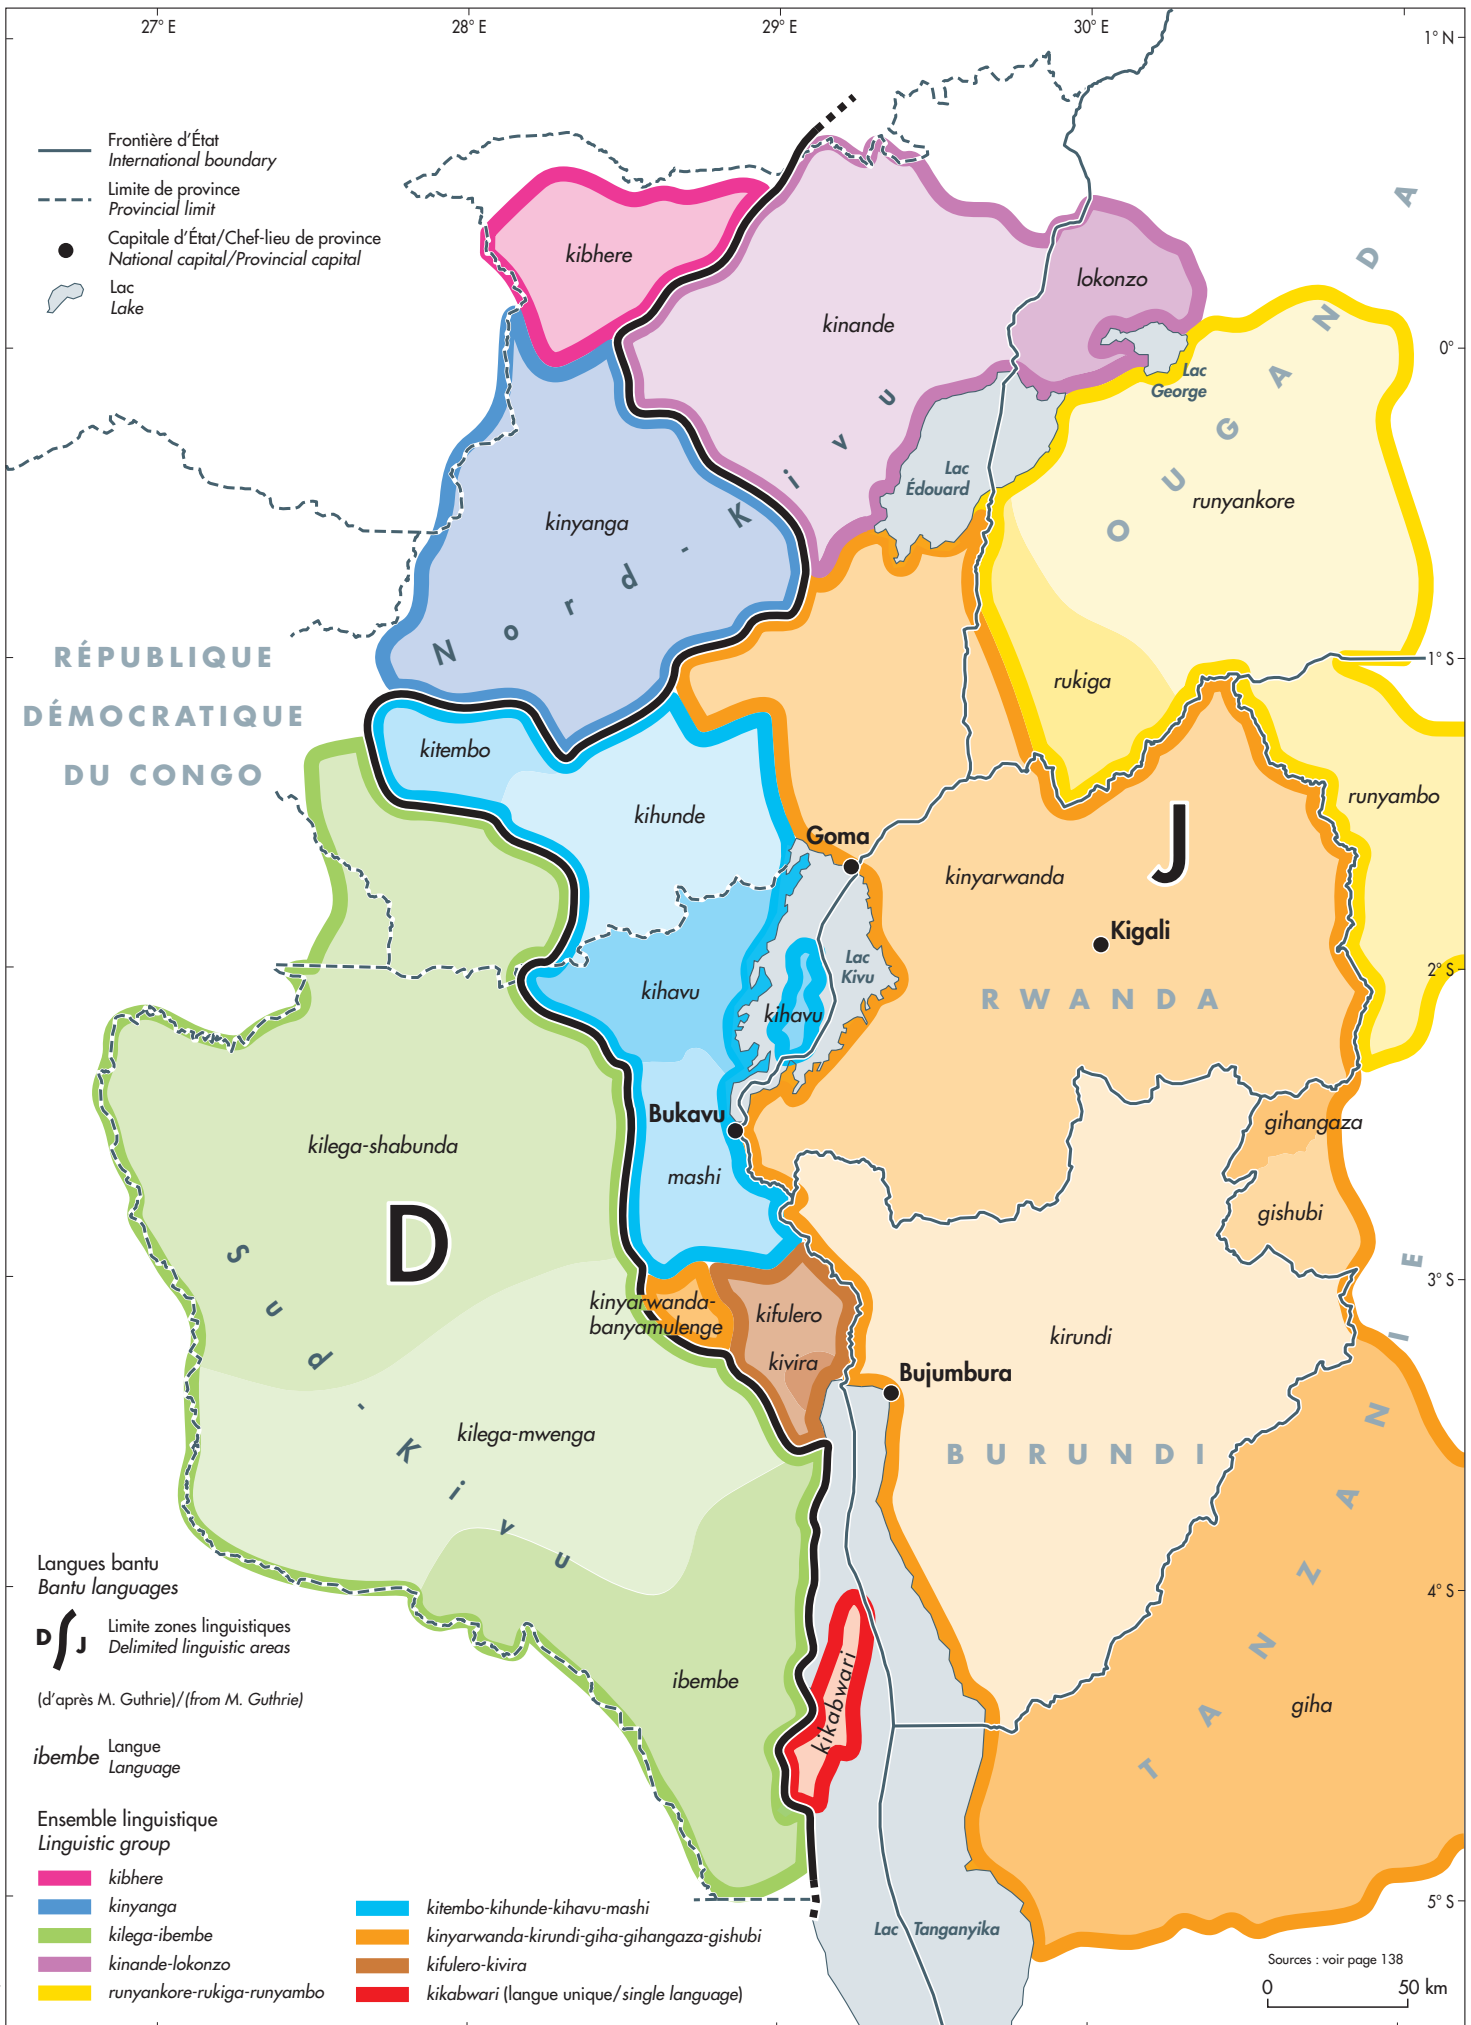 27° E
28° E
29° E
30° E
1° N
Frontière d'État
International boundary
Limite de province
Provincial limit
Capitale d'État/Chef-lieu de province
National capital/Provincial capital
Lac
Lake
kibhere
lokonzo
kinande
0°
Lac
George
Lac
Édouard
OUGANDA
runyankore
kinyanga
Nord-Kivu
RÉPUBLIQUE
DÉMOCRATIQUE
DU CONGO
1° S
rukiga
kitembo
runyambo
kihunde
Goma
J
kinyarwanda
Kigali
Lac
Kivu
2° S
kihavu
kihavu
RWANDA
Bukavu
gihangaza
kilega-shabunda
mashi
gishubi
D
Sud-Kivu
3° S
kinyarwanda-
banyamulenge
kifulero
kirundi
kivira
Bujumbura
kilega-mwenga
BURUNDI
TANZANIE
Langues bantu
Bantu languages
4° S
D J
Limite zones linguistiques
Delimited linguistic areas
(d'après M. Guthrie)/(from M. Guthrie)
ibembe
kikabwari
giha
ibembe
Langue
Language
Ensemble linguistique
Linguistic group
kibhere
kinyanga
kilega-ibembe
kinande-lokonzo
runyankore-rukiga-runyambo
kitembo-kihunde-kihavu-mashi
kinyarwanda-kirundi-giha-gihangaza-gishubi
kifulero-kivira
kikabwari (langue unique/single language)
5° S
Lac Tanganyika
Sources : voir page 138
0 50 km